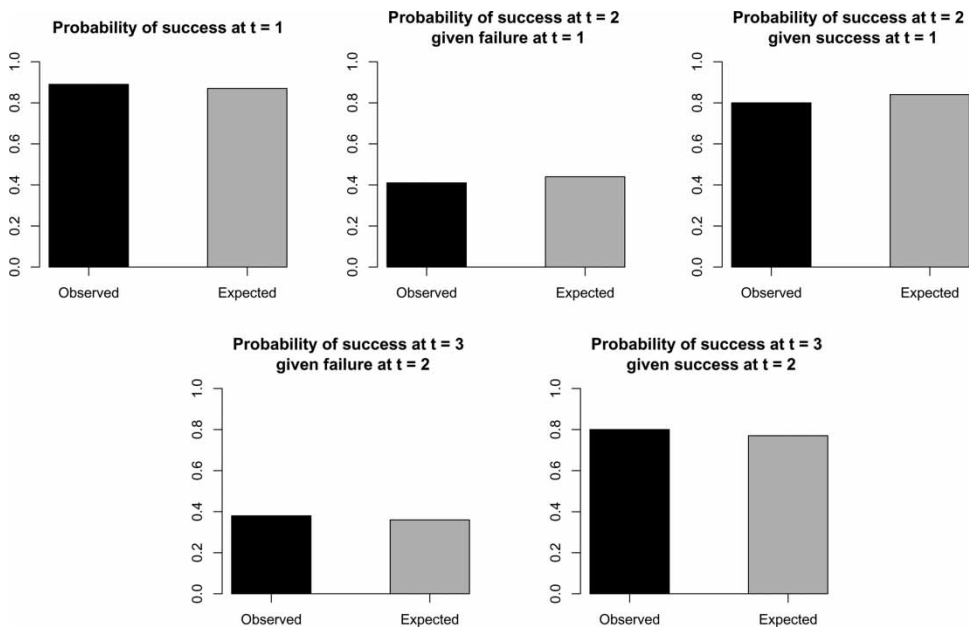 Probability of success at t = 1
Probability of success at t = 2
given failure at t = 1
Probability of success at t = 2
given success at t = 1
1.0
0.8
0.6
0.4
0.2
0.0
Observed
Expected
1.0
0.8
0.6
0.4
0.2
0.0
Observed
Expected
1.0
0.8
0.6
0.4
0.2
0.0
Observed
Expected
Probability of success at t = 3
given failure at t = 2
Probability of success at t = 3
given success at t = 2
1.0
0.8
0.6
0.4
0.2
0.0
Observed
Expected
1.0
0.8
0.6
0.4
0.2
0.0
Observed
Expected